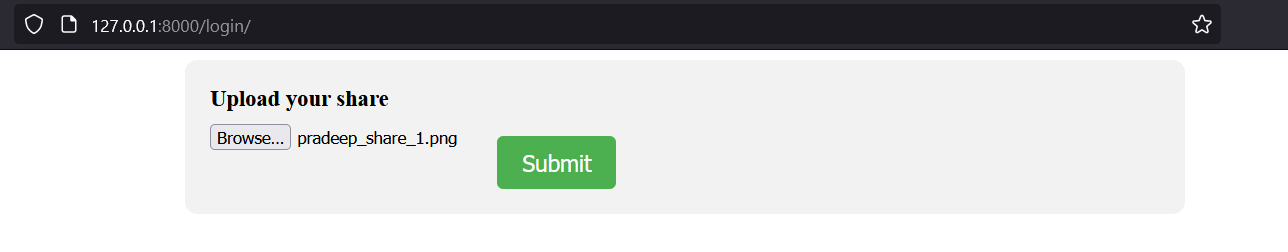 127.0.0.1:8000/login/
Upload your share
Browse... pradeep_share_1.png
Submit